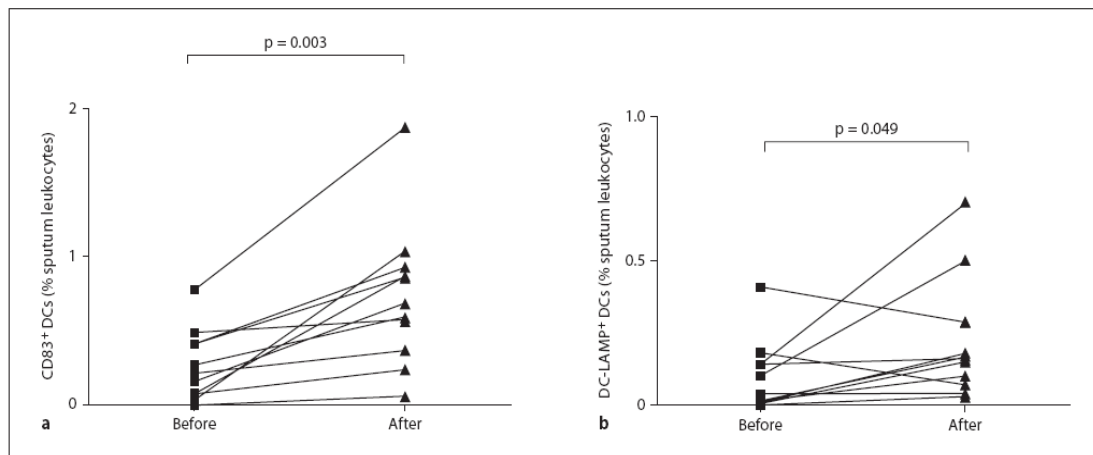 p = 0.003
2
1
0
CD83+ DCs (% sputum leukocytes)
Before
After
a
p = 0.049
1.0
0.5
0
DC-LAMP+ DCs (% sputum leukocytes)
Before
After
b